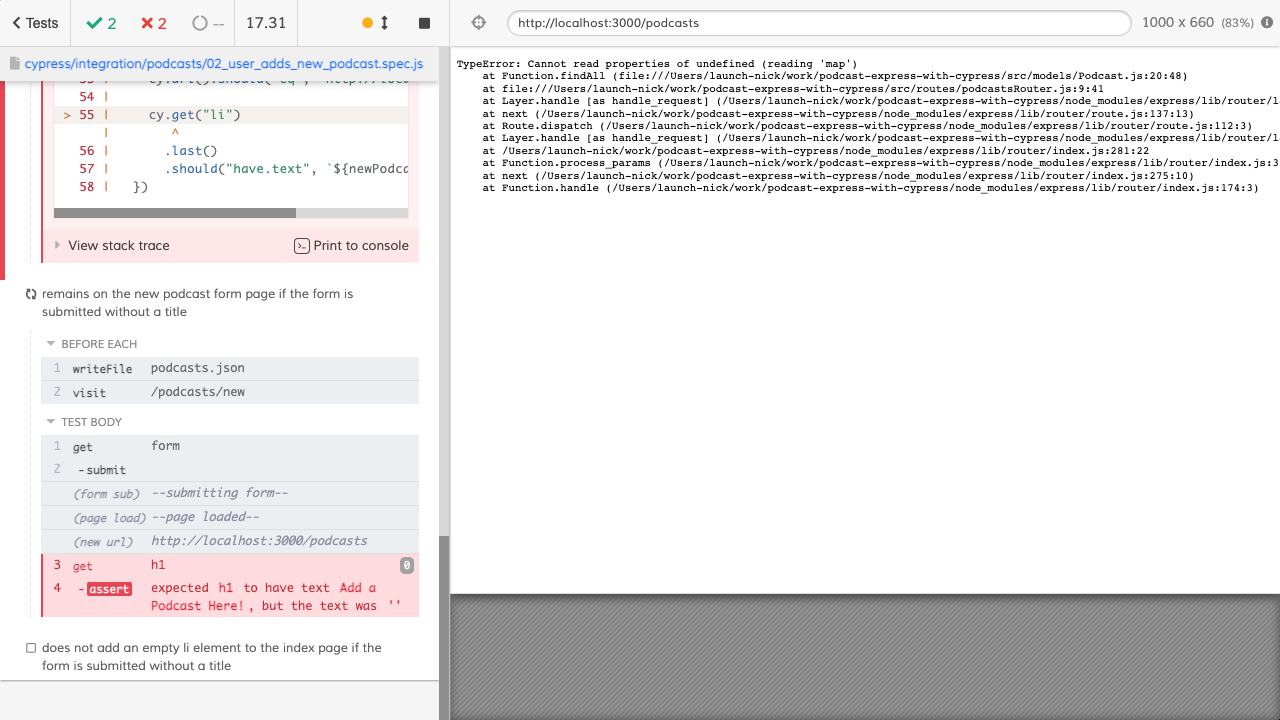 Tests
2
2
--
17.31
http://localhost:3000/podcasts
1000 x 660 (83%)
cypress/integration/podcasts/02_user_adds_new_podcast.spec.js
54 |
> 55 | cy.get("li")
| ^
56 | .last()
57 | .should("have.text", `${newPodca
58 | })
View stack trace
Print to console
remains on the new podcast form page if the form is
submitted without a title
BEFORE EACH
1 writeFile podcasts.json
2 visit /podcasts/new
TEST BODY
1 get form
2 -submit
(form sub) --submitting form--
(page load) --page loaded--
(new url) http://localhost:3000/podcasts
3 get h1 0
4 -assert expected h1 to have text Add a
Podcast Here!, but the text was ''
does not add an empty li element to the index page if the
form is submitted without a title
TypeError: Cannot read properties of undefined (reading 'map')
at Function.findAll (file:///Users/launch-nick/work/podcast-express-with-cypress/src/models/Podcast.js:20:48)
at file:///Users/launch-nick/work/podcast-express-with-cypress/src/routes/podcastsRouter.js:9:41
at Layer.handle [as handle_request] (/Users/launch-nick/work/podcast-express-with-cypress/node_modules/express/lib/router/l
at next (/Users/launch-nick/work/podcast-express-with-cypress/node_modules/express/lib/router/route.js:137:13)
at Route.dispatch (/Users/launch-nick/work/podcast-express-with-cypress/node_modules/express/lib/router/route.js:112:3)
at Layer.handle [as handle_request] (/Users/launch-nick/work/podcast-express-with-cypress/node_modules/express/lib/router/l
at /Users/launch-nick/work/podcast-express-with-cypress/node_modules/express/lib/router/index.js:281:22
at Function.process_params (/Users/launch-nick/work/podcast-express-with-cypress/node_modules/express/lib/router/index.js:3
at next (/Users/launch-nick/work/podcast-express-with-cypress/node_modules/express/lib/router/index.js:275:10)
at Function.handle (/Users/launch-nick/work/podcast-express-with-cypress/node_modules/express/lib/router/index.js:174:3)